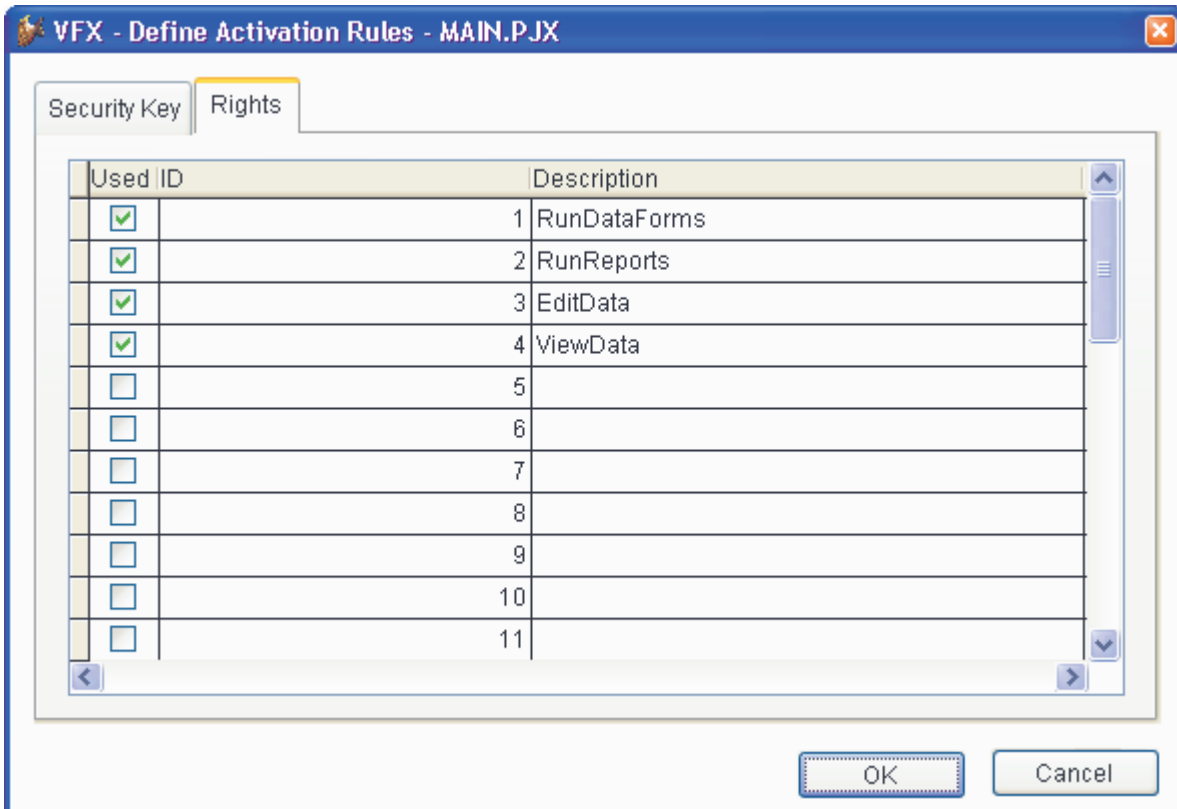 VFX - Define Activation Rules - MAIN.PJX
Security Key Rights
Used ID Description
1 RunDataForms
2 RunReports
3 EditData
4 ViewData
5
6
7
8
9
10
11
OK Cancel